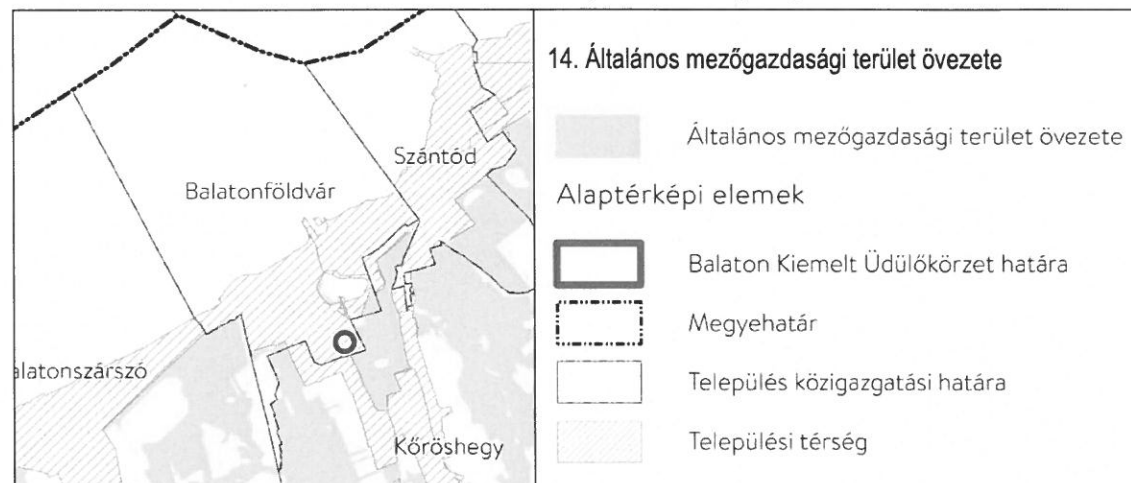 Szántód
Balatonföldvár
alatonszárszó
Kőröshegy
14. Általános mezőgazdasági terület övezete
Általános mezőgazdasági terület övezete
Alaptérképi elemek
Balaton Kiemelt Üdülőkörzet határa
Megyehatár
Település közigazgatási határa
Települési térség